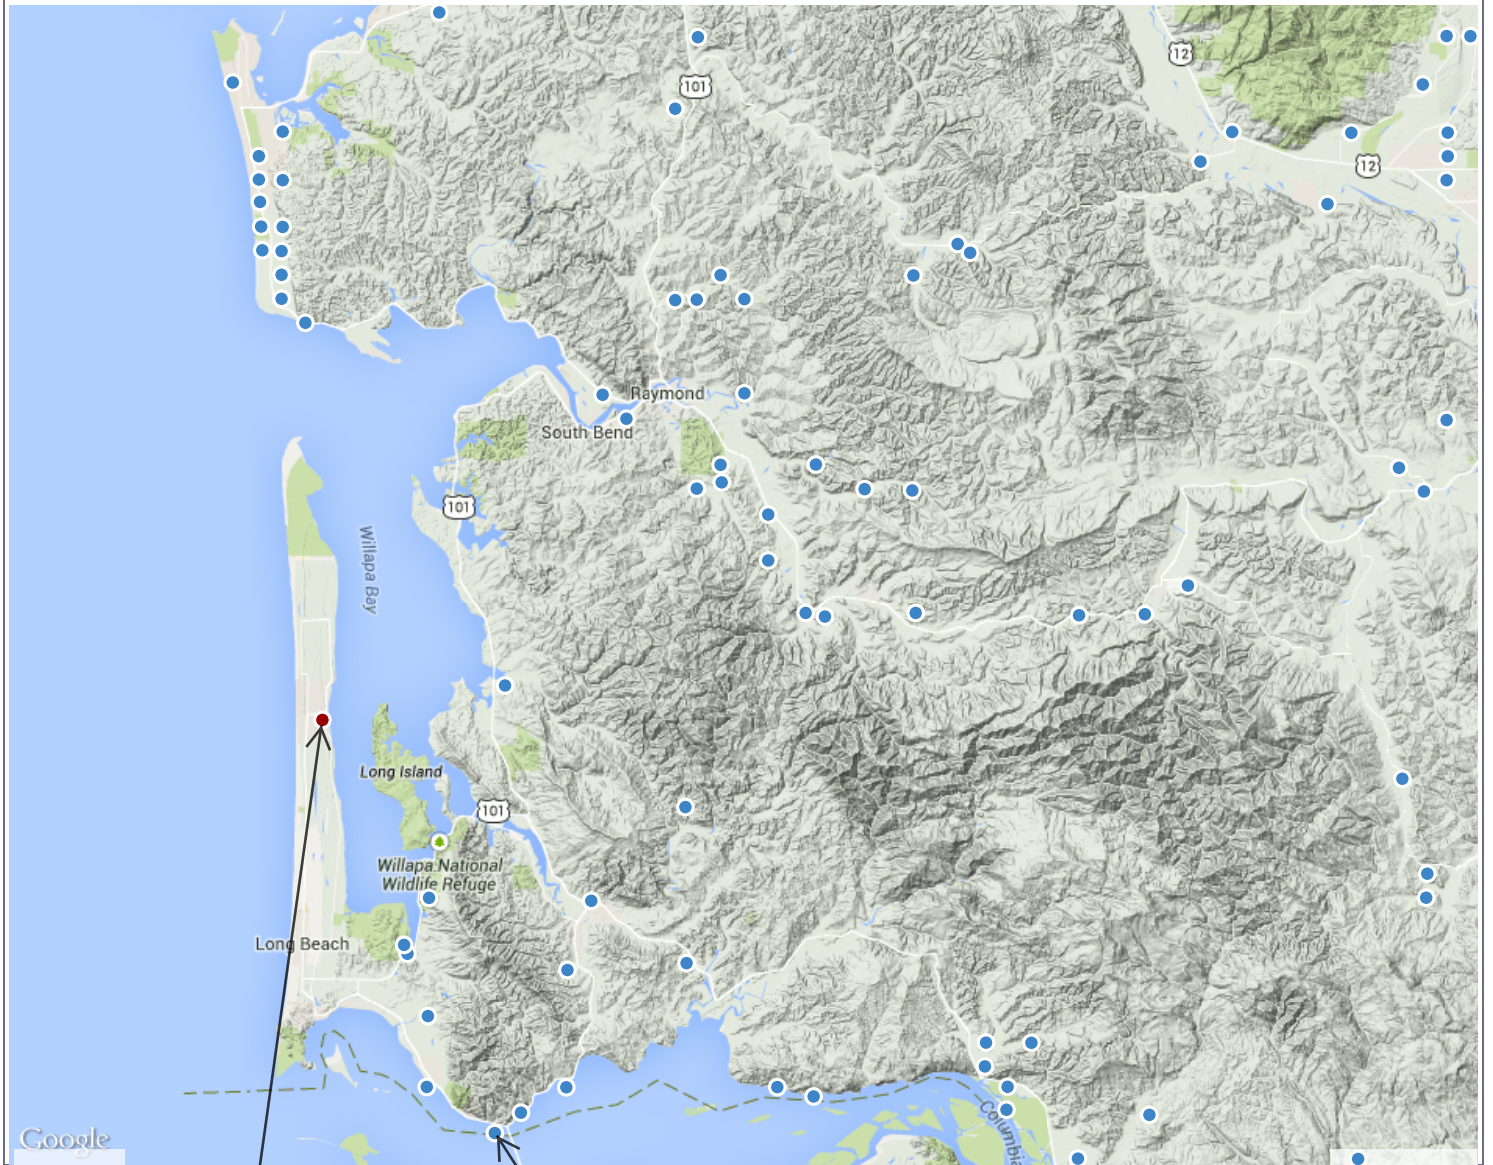 12
101
12
Raymond
South Bend
101
Willapa Bay
Long Island
101
Willapa National
Wildlife Refuge
Long Beach
Columbia
Google